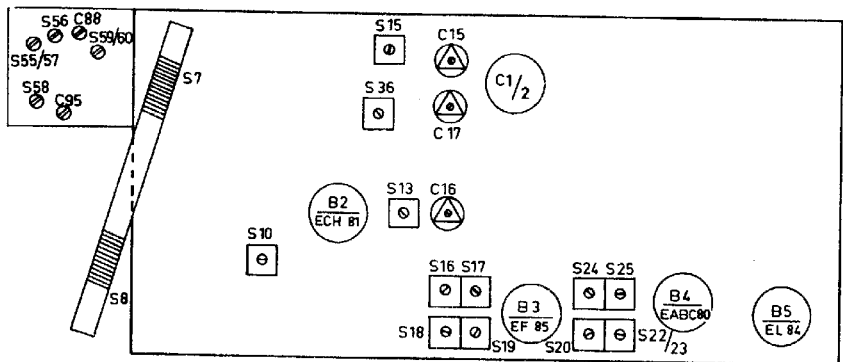 S56 C88
S59/60
S55/57
S58
C95
S7
S15
C15
C1/2
S36
C17
B2
ECH 81
S13
C16
S10
S8
S16 S17
S18
S19
B3
EF 85
S24 S25
S20
S22/23
B4
EABC80
B5
EL 84